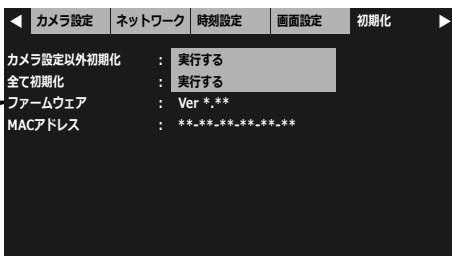 ◀ カメラ設定 ネットワーク 時刻設定 画面設定 初期化 ▶
カメラ設定以外初期化 : 実行する
全て初期化 : 実行する
ファームウェア : Ver *.**
MACアドレス : **-**-**-**-**-**